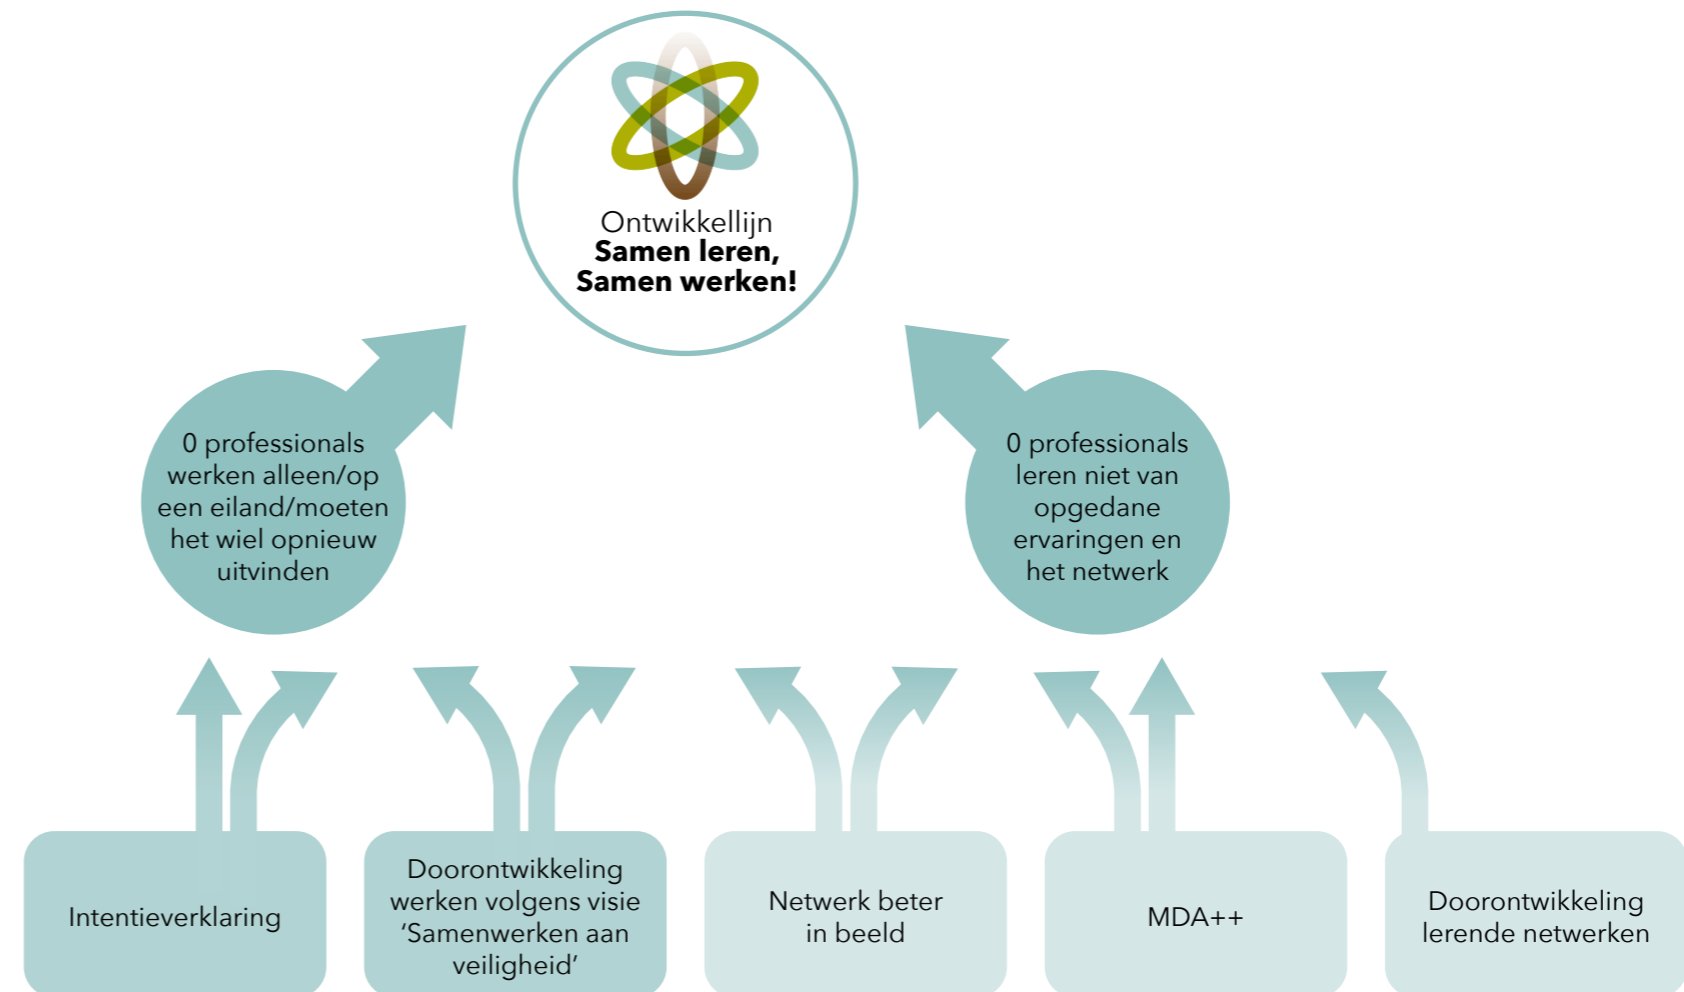 Ontwikkellijn
Samen leren,
Samen werken!
0 professionals
werken alleen/op
een eiland/moeten
het wiel opnieuw
uitvinden
0 professionals
leren niet van
opgedane
ervaringen en
het netwerk
Intentieverklaring
Doorontwikkeling
werken volgens visie
‘Samenwerken aan
veiligheid’
Netwerk beter
in beeld
MDA++
Doorontwikkeling
lerende netwerken